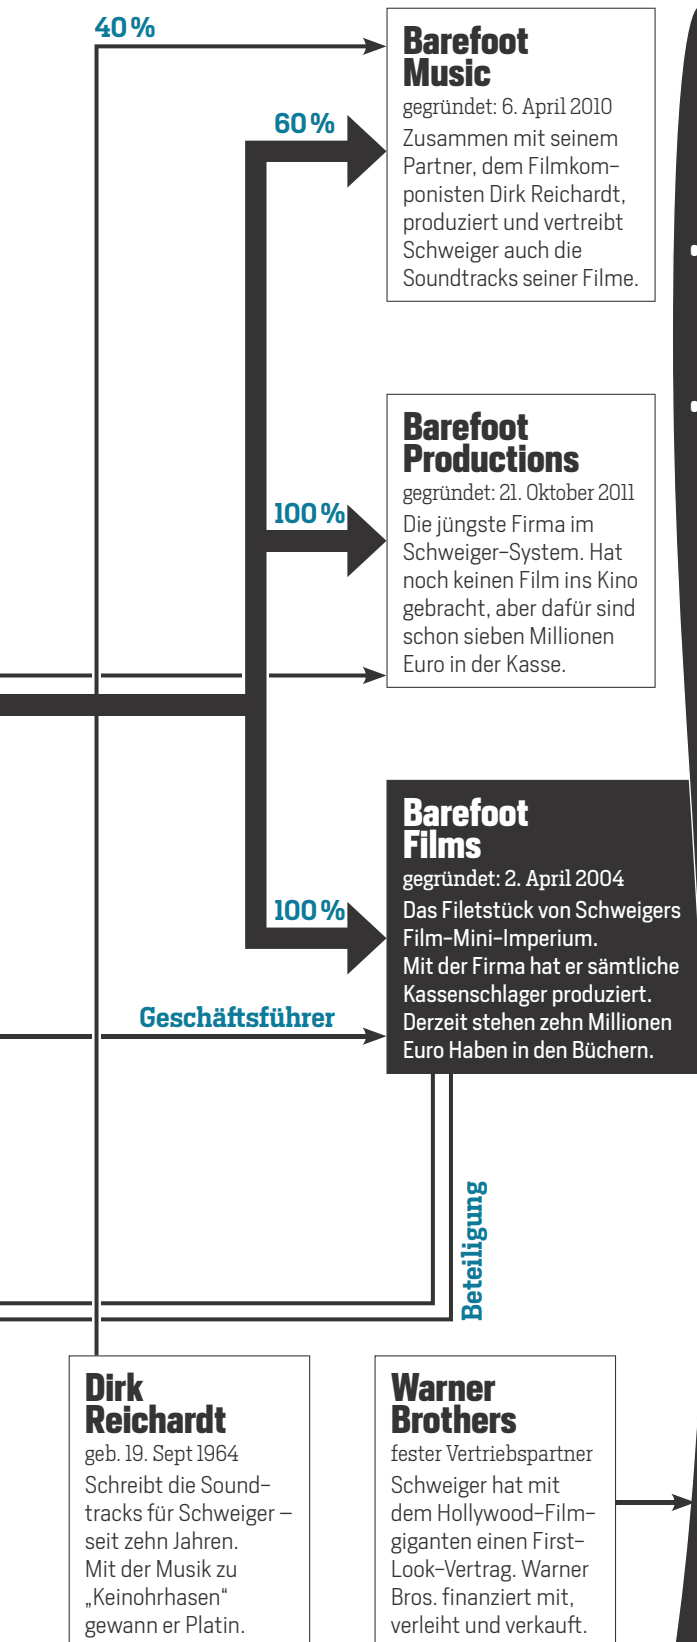 40 %
Barefoot
Music
gegründet: 6. April 2010
Zusammen mit seinem
Partner, dem Filmkom-
ponisten Dirk Reichardt,
produziert und vertreibt
Schweiger auch die
Soundtracks seiner Filme.
60 %
Barefoot
Productions
gegründet: 21. Oktober 2011
Die jüngste Firma im
Schweiger-System. Hat
noch keinen Film ins Kino
gebracht, aber dafür sind
schon sieben Millionen
Euro in der Kasse.
100 %
Barefoot
Films
gegründet: 2. April 2004
Das Filetstück von Schweigers
Film-Mini-Imperium.
Mit der Firma hat er sämtliche
Kassenschlager produziert.
Derzeit stehen zehn Millionen
Euro Haben in den Büchern.
100 %
Geschäftsführer
Beteiligung
Dirk
Reichardt
geb. 19. Sept 1964
Schreibt die Sound-
tracks für Schweiger –
seit zehn Jahren.
Mit der Musik zu
„Keinohrhasen“
gewann er Platin.
Warner
Brothers
fester Vertriebspartner
Schweiger hat mit
dem Hollywood-Film-
giganten einen First-
Look-Vertrag. Warner
Bros. finanziert mit,
verleiht und verkauft.